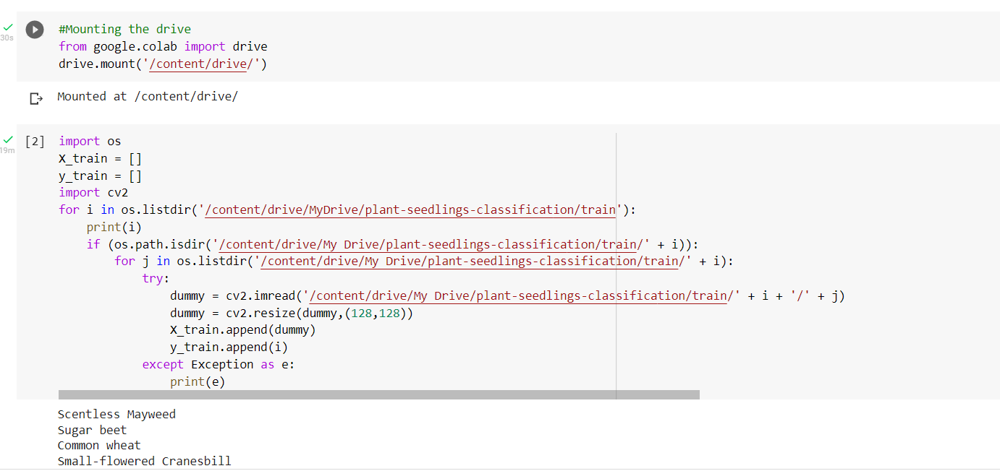 #Mounting the drive
30s
from google.colab import drive
drive.mount('/content/drive/')
Mounted at /content/drive/
[2] import os
19m
X_train = []
y_train = []
import cv2
for i in os.listdir('/content/drive/MyDrive/plant-seedlings-classification/train'):
print(i)
if (os.path.isdir('/content/drive/My Drive/plant-seedlings-classification/train/' + i)):
for j in os.listdir('/content/drive/My Drive/plant-seedlings-classification/train/' + i):
try:
dummy = cv2.imread('/content/drive/My Drive/plant-seedlings-classification/train/' + i + '/' + j)
dummy = cv2.resize(dummy,(128,128))
X_train.append(dummy)
y_train.append(i)
except Exception as e:
print(e)
Scentless Mayweed
Sugar beet
Common wheat
Small-flowered Cranesbill